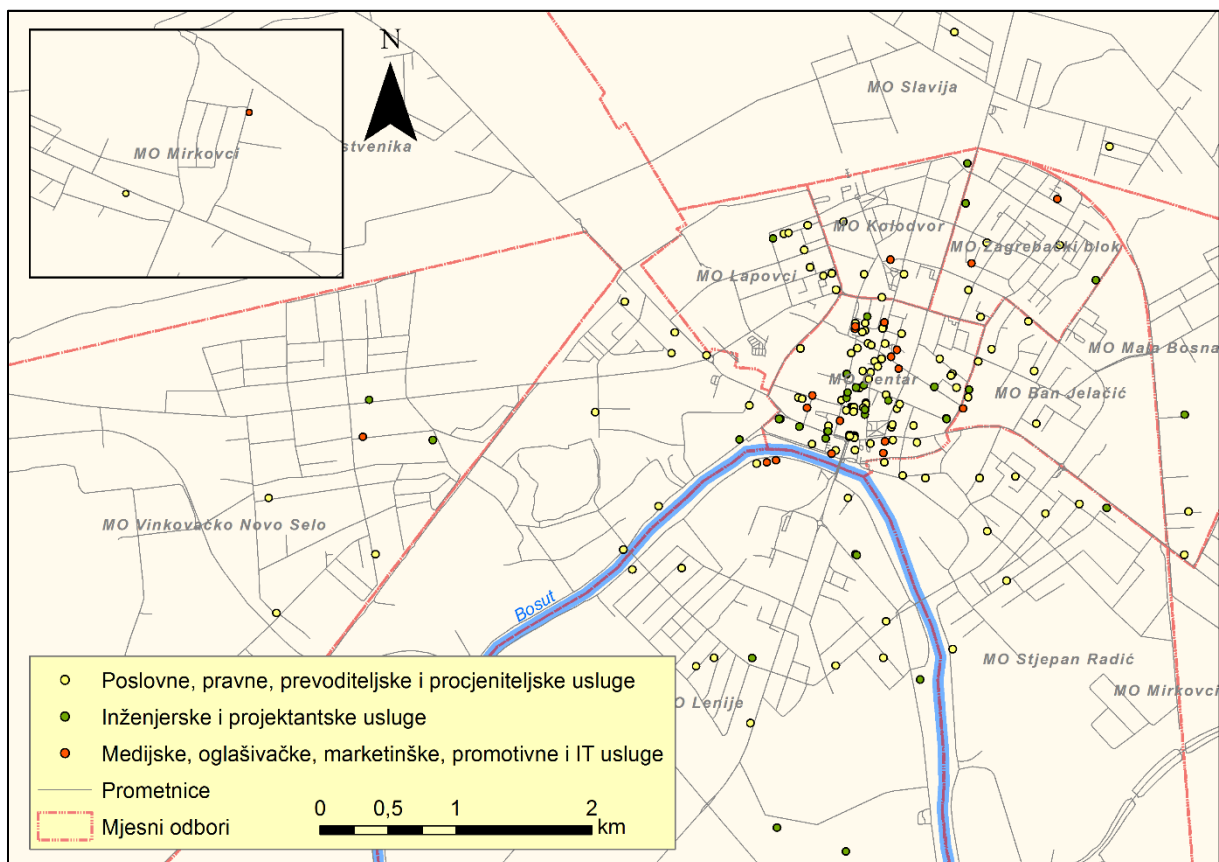 N
MO Slavija
MO Mirkovci
stvenika
MO Kolodvor
MO Zagrebački blok
MO Lapovci
MO Mala Bosna
MO Centar
MO Ban Jelačić
MO Vinkovačko Novo Selo
Bosut
MO Stjepan Radić
MO Mirkovci
O Lenije
Poslovne, pravne, prevoditeljske i procjeniteljske usluge
Inženjerske i projektantske usluge
Medijske, oglašivačke, marketinške, promotivne i IT usluge
Prometnice
Mjesni odbori
0 0,5 1 2
km